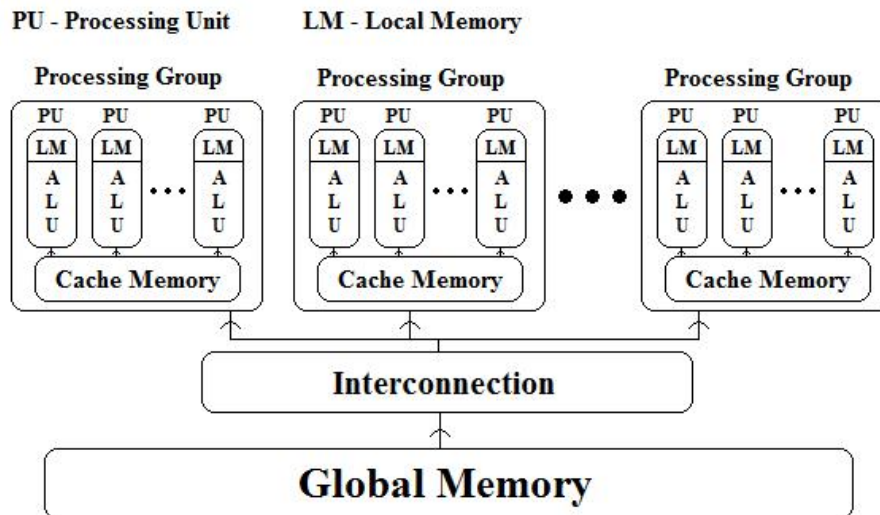 PU - Processing Unit LM - Local Memory
Processing Group Processing Group Processing Group
PU PU PU PU PU PU PU PU PU
LM LM LM LM LM LM LM LM LM
A A A A A A A A A
L L L L L L L L L
U U U U U U U U U
Cache Memory Cache Memory Cache Memory
Interconnection
Global Memory